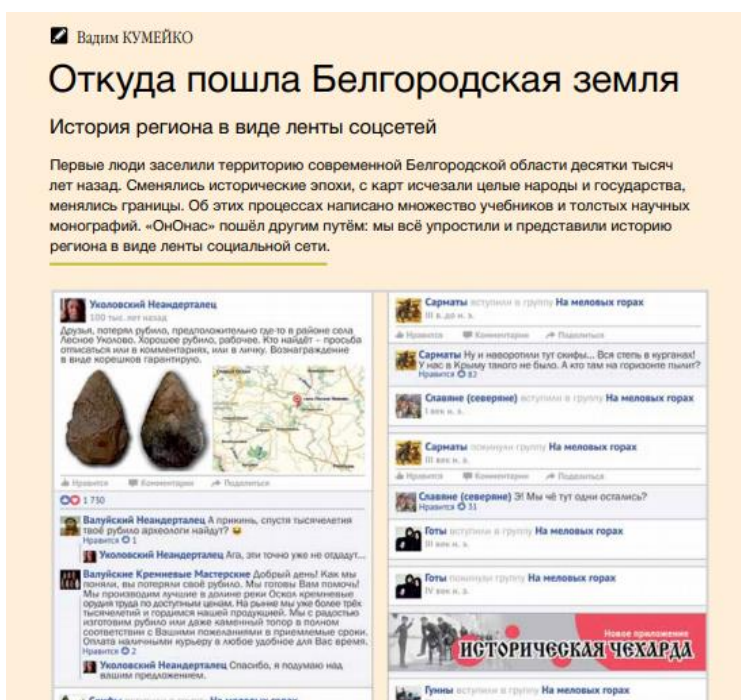 Вадим КУМЕЙКО
Откуда пошла Белгородская земля
История региона в виде ленты соцсетей
Первые люди заселили территорию современной Белгородской области десятки тысяч
лет назад. Сменялись исторические эпохи, с карт исчезали целые народы и государства,
менялись границы. Об этих процессах написано множество учебников и толстых научных
монографий. «ОнОнас» пошёл другим путём: мы всё упростили и представили историю
региона в виде ленты социальной сети.
Уколовский Неандерталец
100 тыс. лет назад
Друзья, потерял рубило, предположительно где-то в районе села
Лесное Уколово. Хорошее рубило, рабочее. Кто найдёт – просьба
отписаться или в комментариях, или в личку. Вознаграждение
в виде корешков гарантирую.
Нравится Комментарии Поделиться
1 730
Валуйский Неандерталец А прикинь, спустя тысячелетия
твоё рубило археологи найдут?
Нравится 1
Уколовский Неандерталец Ага, эти точно уже не отдадут...
Валуйские Кремневые Мастерские Добрый день! Как мы
поняли, вы потеряли своё рубило. Мы готовы Вам помочь!
Мы производим лучшие в долине реки Оскол кремневые
орудия труда по доступным ценам. На рынке мы уже более трёх
тысячелетий и гордимся нашей продукцией. Мы с радостью
изготовим рубило или даже каменный топор в полном
соответствии с Вашими пожеланиями в приемлемые сроки.
Оплата наличными курьеру в любое удобное для Вас время.
Нравится 2
Уколовский Неандерталец Спасибо, я подумаю над
вашим предложением.
Сарматы вступили в группу На меловых горах
III в. до н. э.
Нравится Комментарии Поделиться
Сарматы Ну и наворотили тут скифы... Вся степь в курганах!
У нас в Крыму такого не было. А кто там на горизонте пылит?
Нравится 82
Славяне (северяне) вступили в группу На меловых горах
I век н. э.
Сарматы покинули группу На меловых горах
Нравится Комментарии Поделиться
Славяне (северяне) Э! Мы чё тут одни остались?
Нравится 31
Готы вступили в группу На меловых горах
III век н. э.
Готы покинули группу На меловых горах
IV век н. э.
Новое приложение
ИСТОРИЧЕСКАЯ ЧЕХАРДА
Гунны вступили в группу На меловых горах